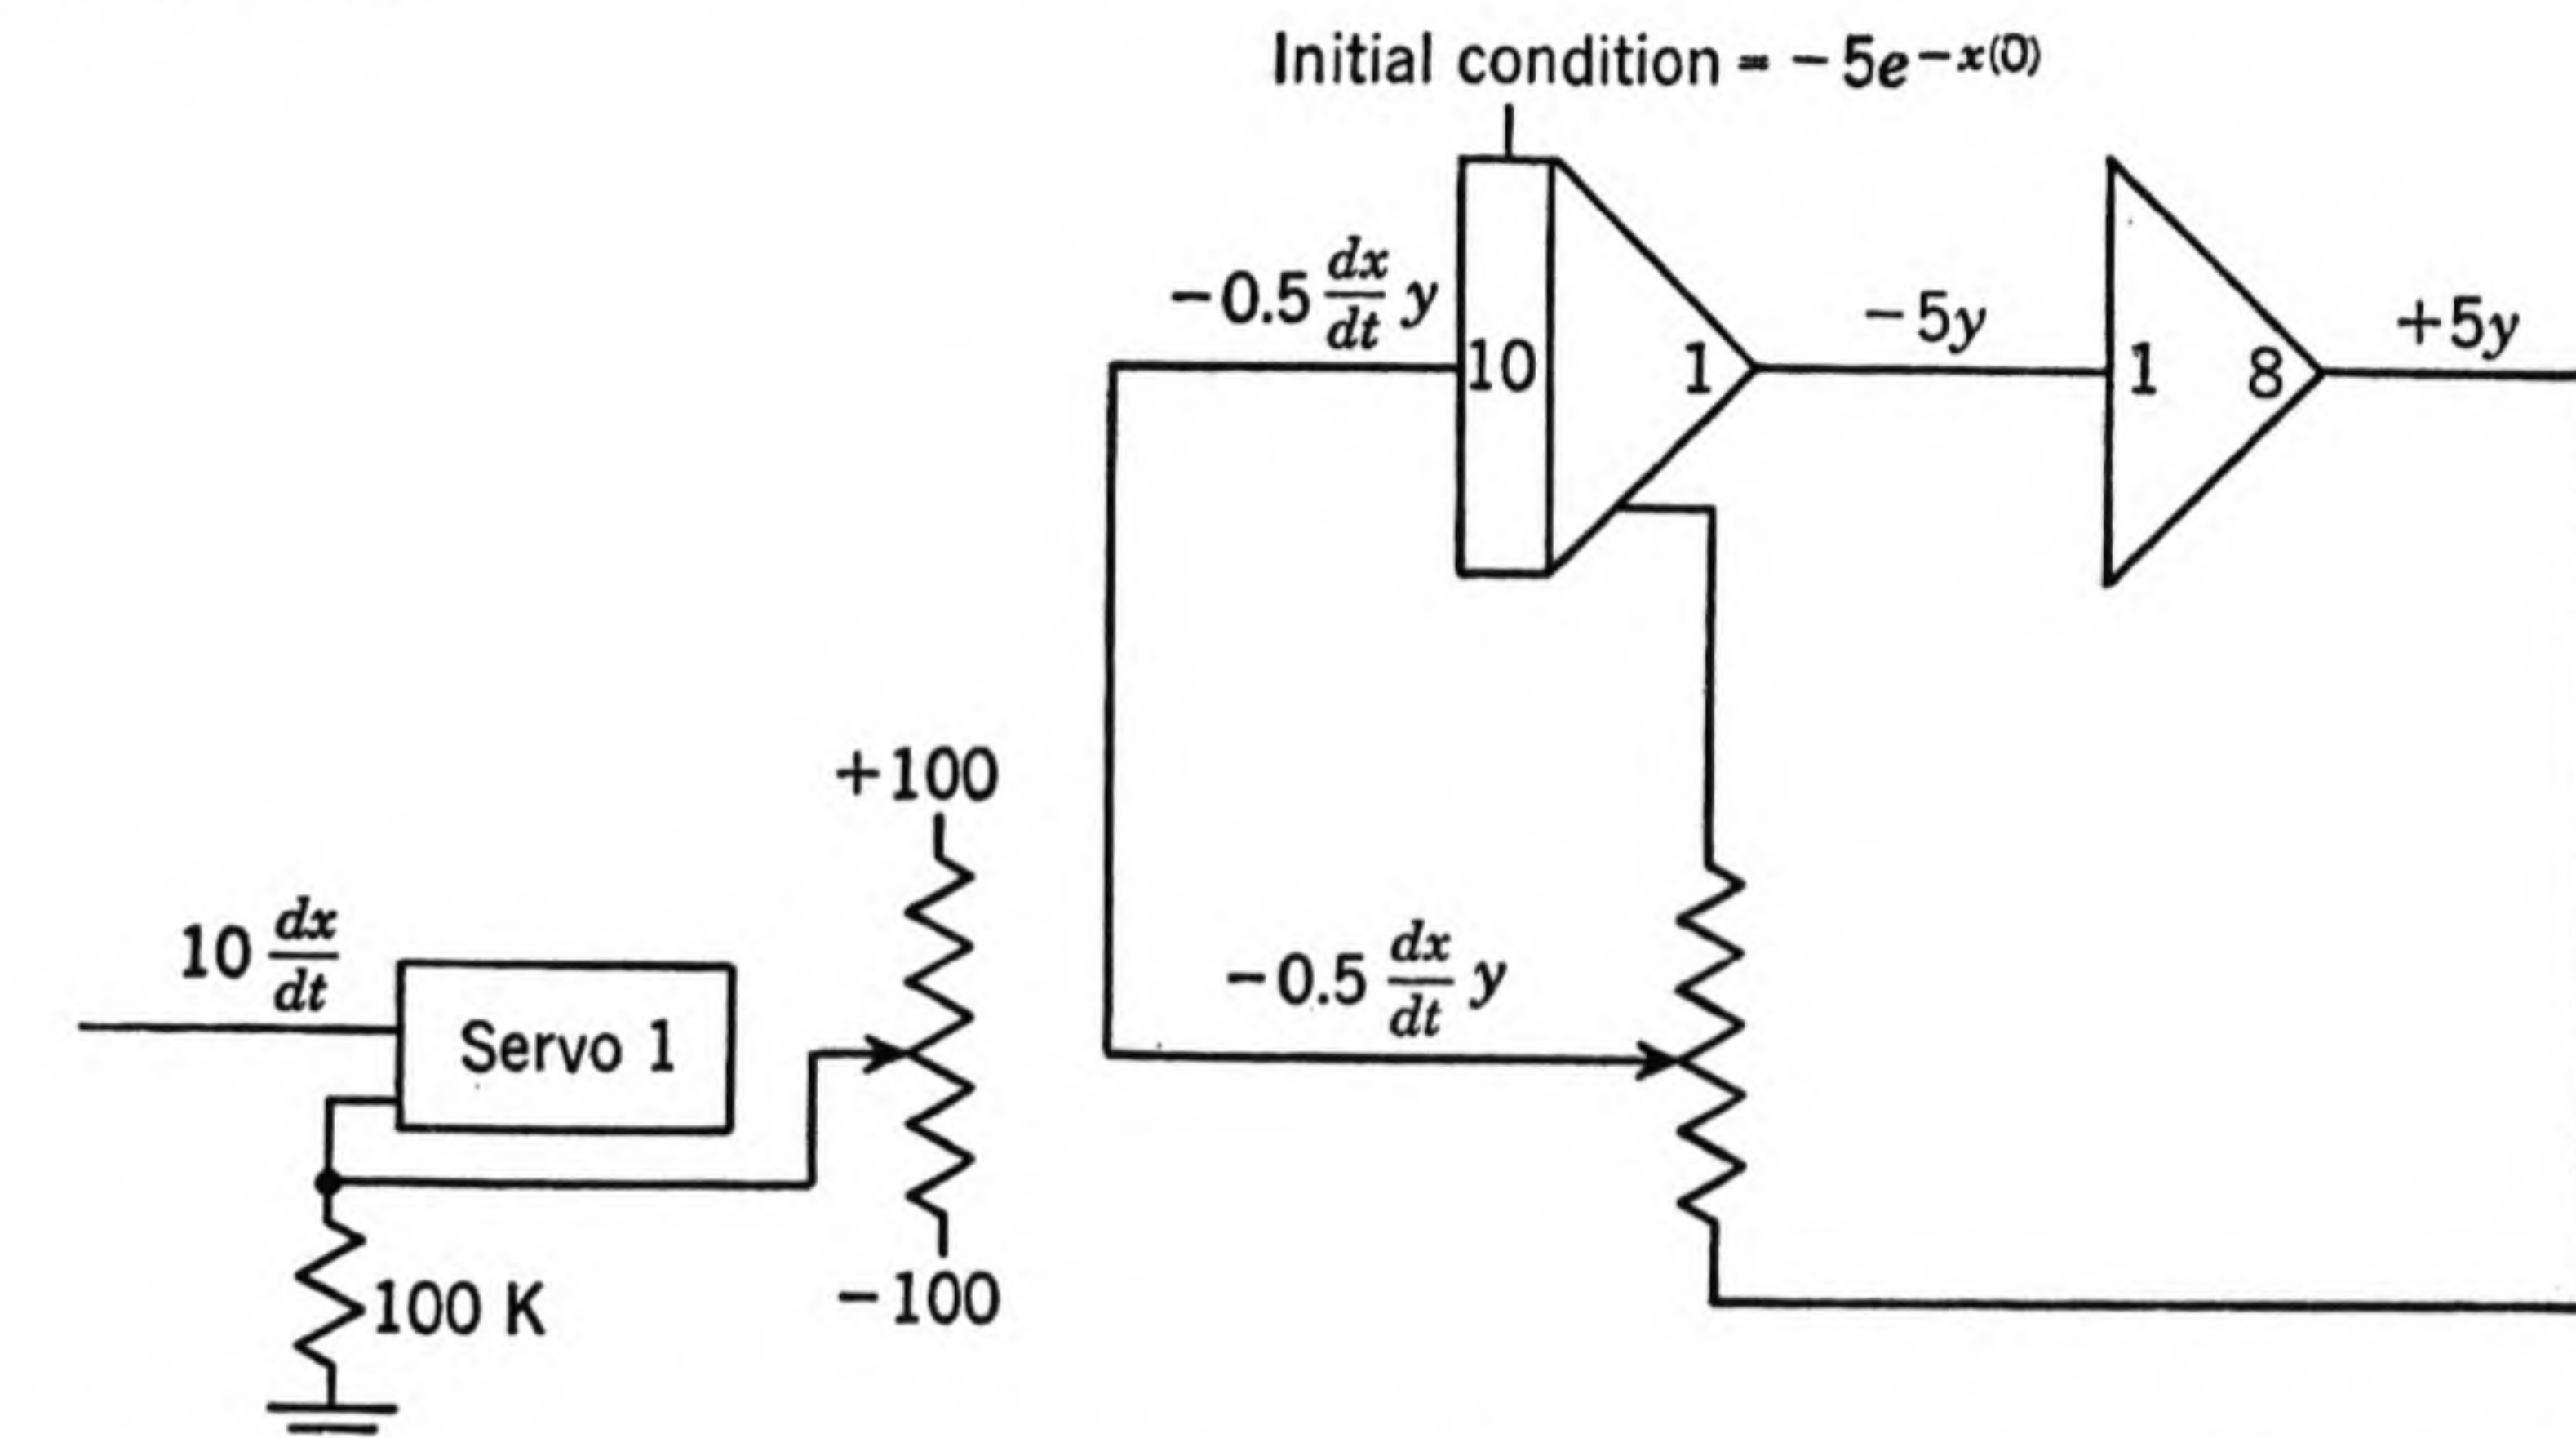 Initial condition = − 5e^−x(0)
−0.5 dx/dt y
10
1
−5y
1
8
+5y
+100
10 dx/dt
Servo 1
−0.5 dx/dt y
100 K
−100